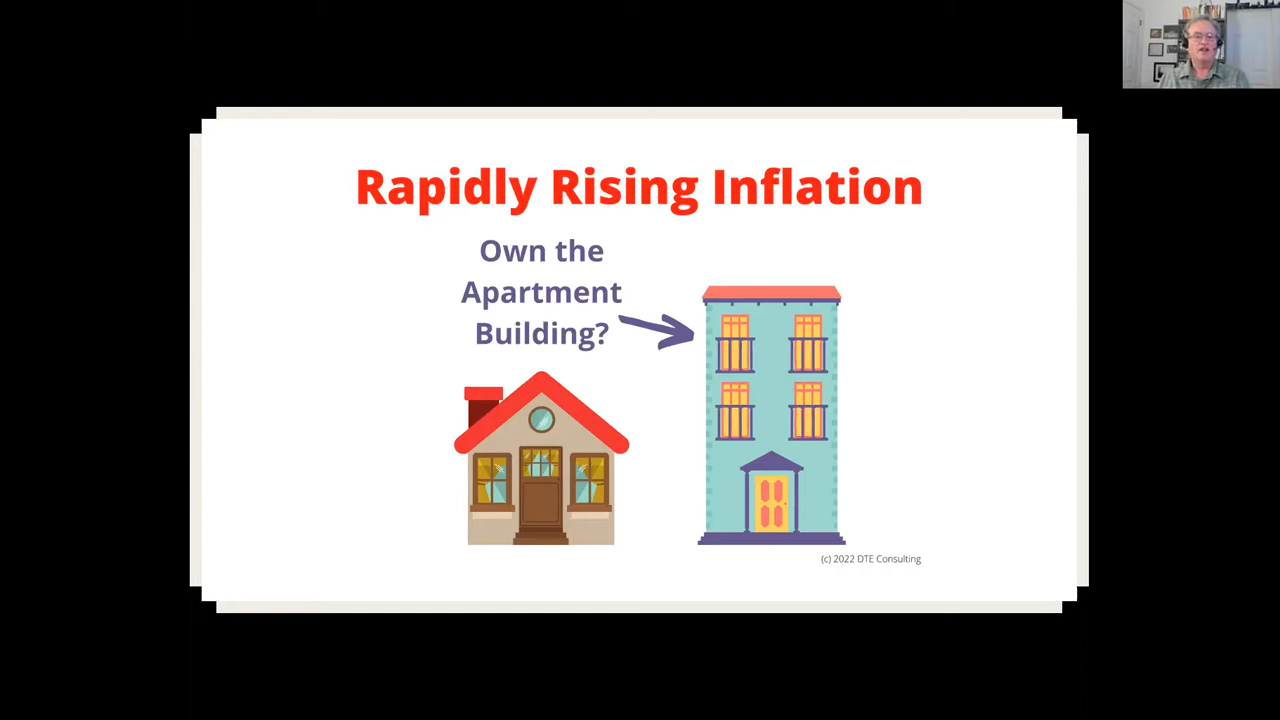 Rapidly Rising Inflation
Own the
Apartment
Building?
(c) 2022 DTE Consulting